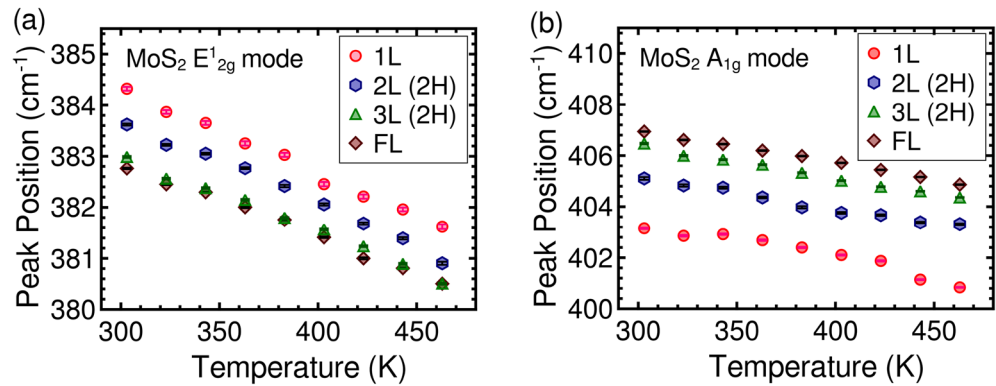 (a)
MoS₂ E¹₂g mode
1L
2L (2H)
3L (2H)
FL
Peak Position (cm⁻¹)
385
384
383
382
381
380
300
350
400
450
Temperature (K)
(b)
MoS₂ A₁g mode
1L
2L (2H)
3L (2H)
FL
Peak Position (cm⁻¹)
410
408
406
404
402
400
300
350
400
450
Temperature (K)